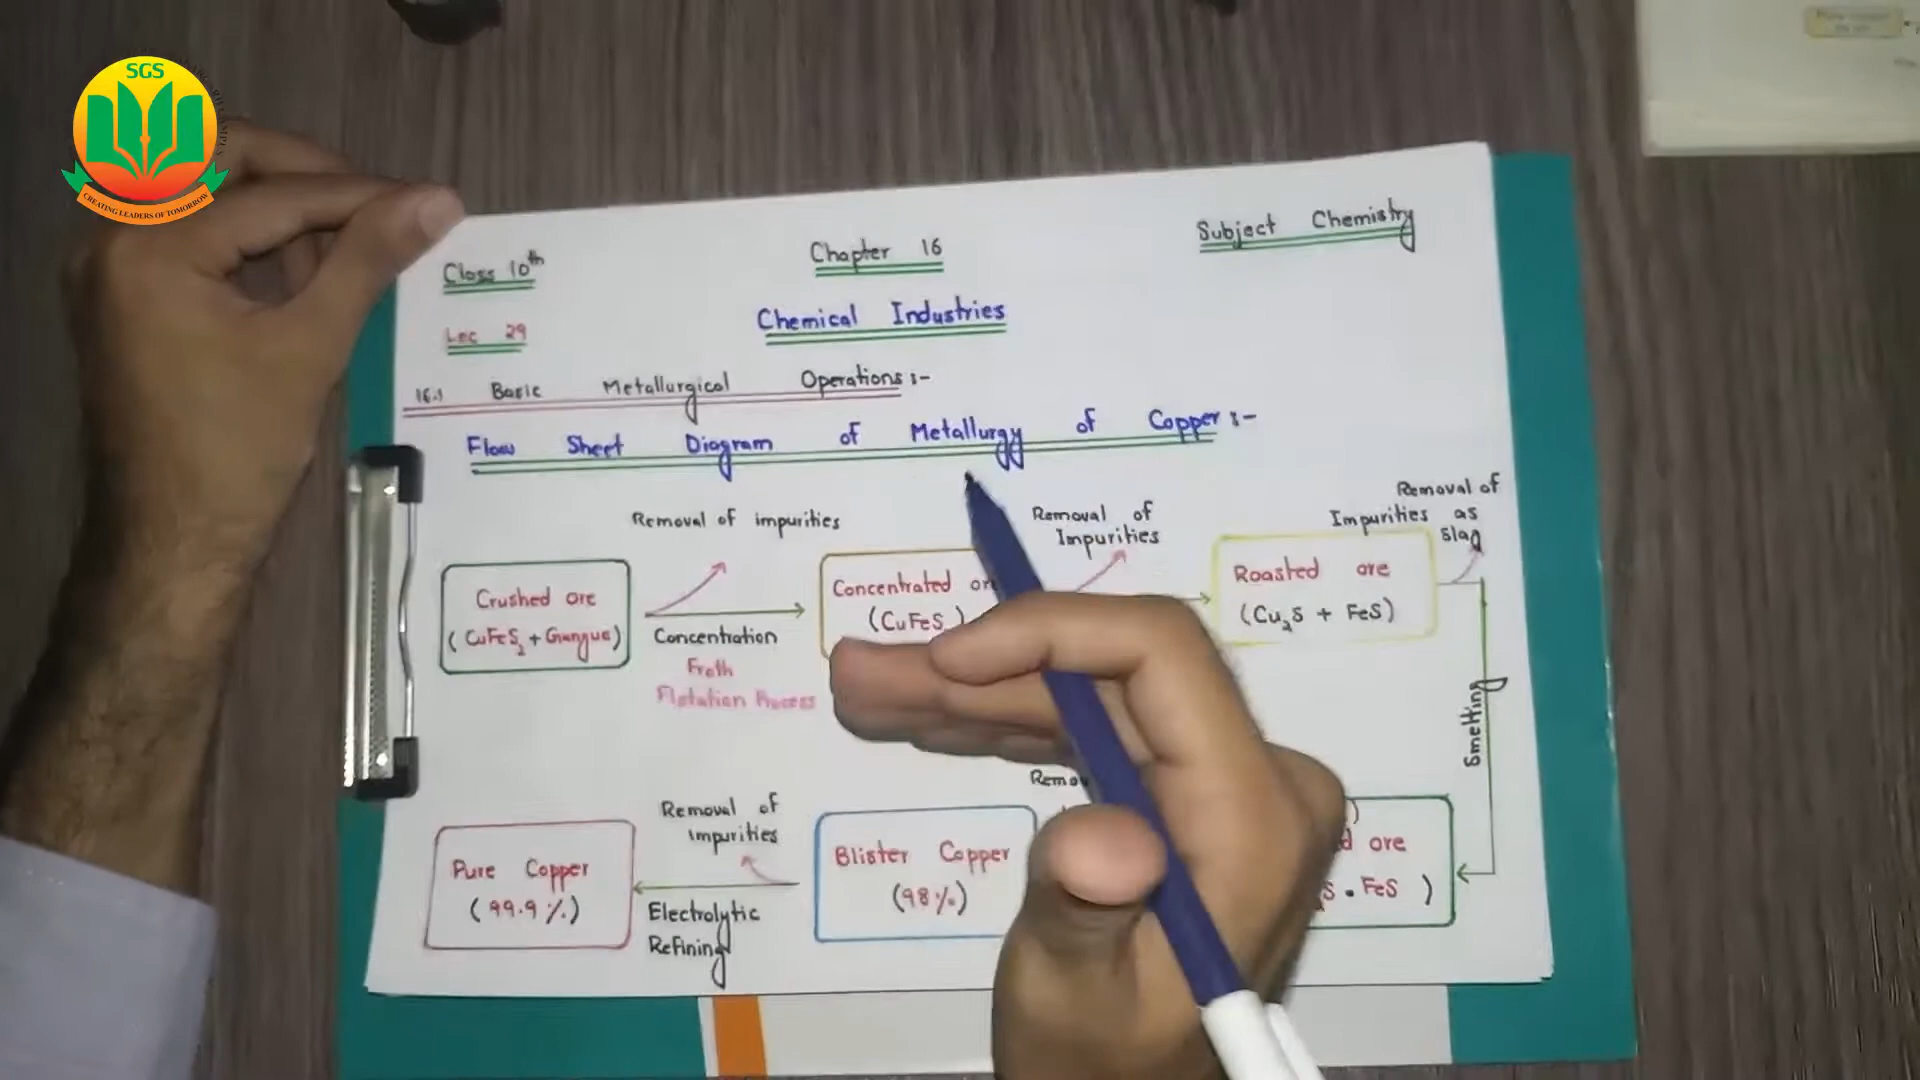 SGS
CREATING LEADERS OF TOMORROW
Class 10th
Chapter 16
Subject Chemistry
Lec 29
Chemical Industries
16.1 Basic Metallurgical Operations:-
Flow Sheet Diagram of Metallurgy of Copper:-
Removal of impurities
Removal of
Impurities
Removal of
Impurities as
slag
Crushed ore
(CuFeS2 + Gangue)
Concentration
Froth
Flotation Process
Concentrated
(CuFeS )
Roasted ore
(Cu2S + FeS)
Smelting
ore
S . FeS )
Blister Copper
(98%)
Removal of
impurities
Electrolytic
Refining
Pure Copper
(99.9%)